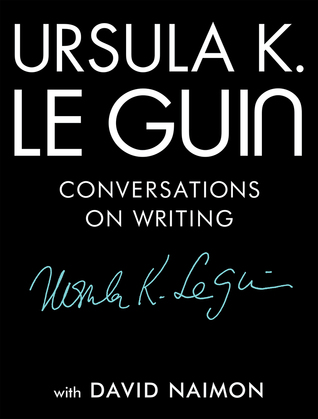 URSULA K.
LE GUIN
CONVERSATIONS
ON WRITING
Ursula K. Le Guin
with DAVID NAIMON